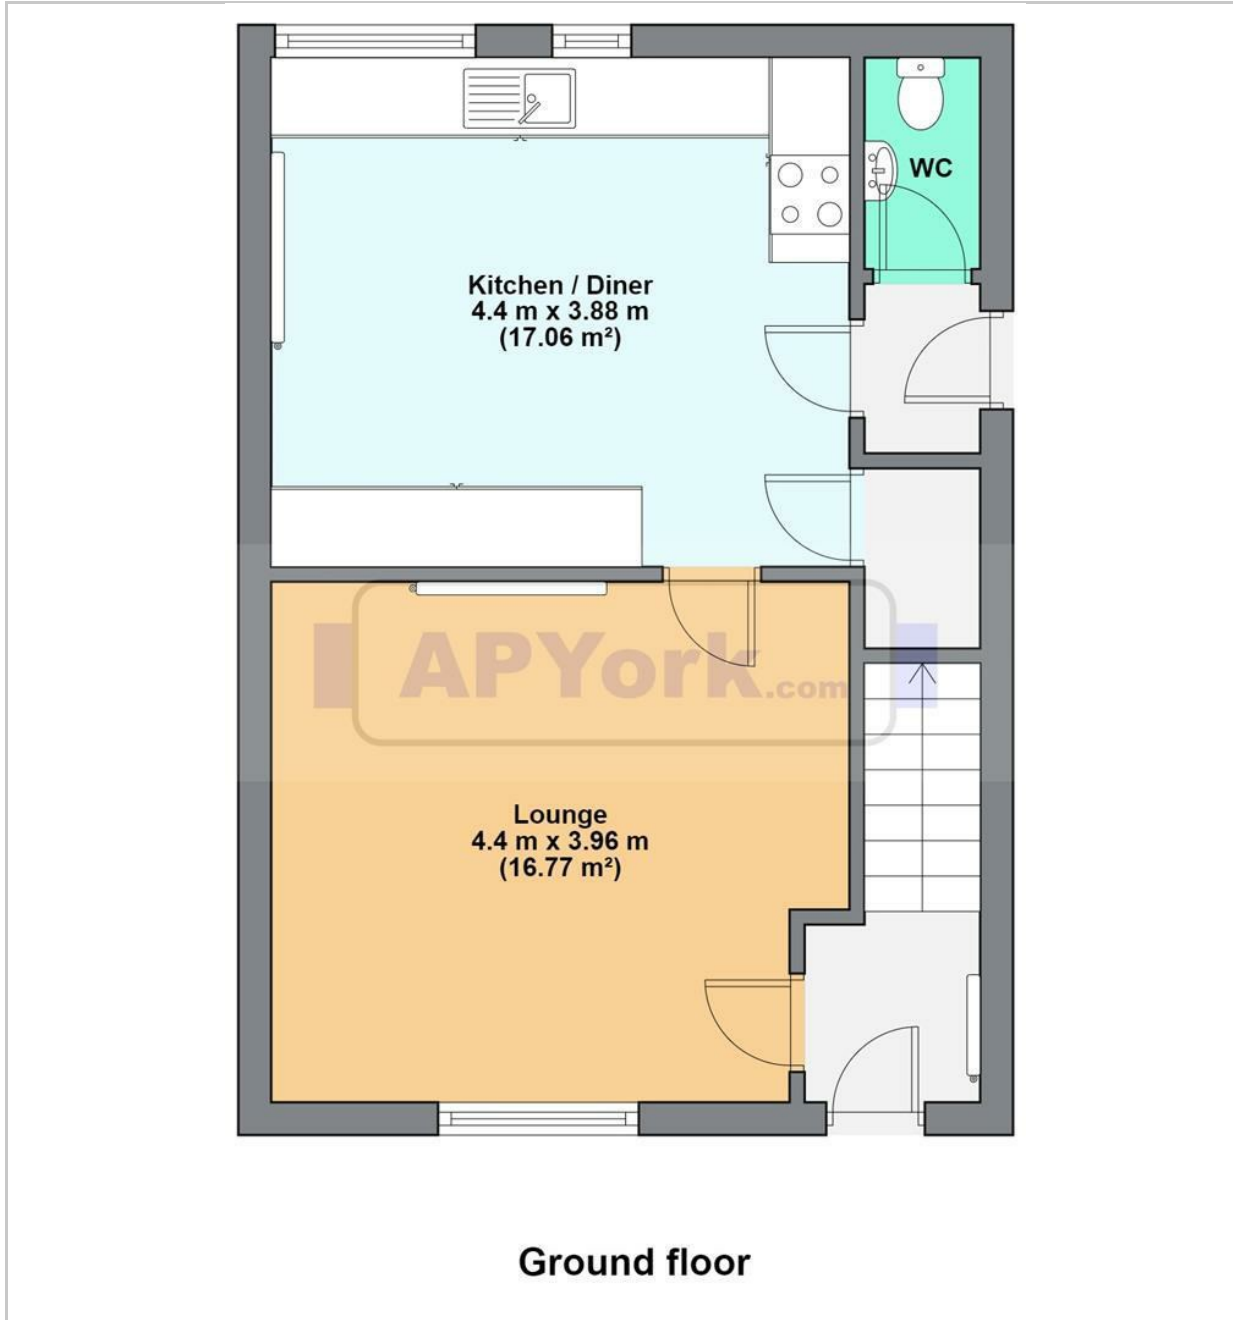 WC
Kitchen / Diner
4.4 m x 3.88 m
(17.06 m²)
APYork.com
Lounge
4.4 m x 3.96 m
(16.77 m²)
Ground floor